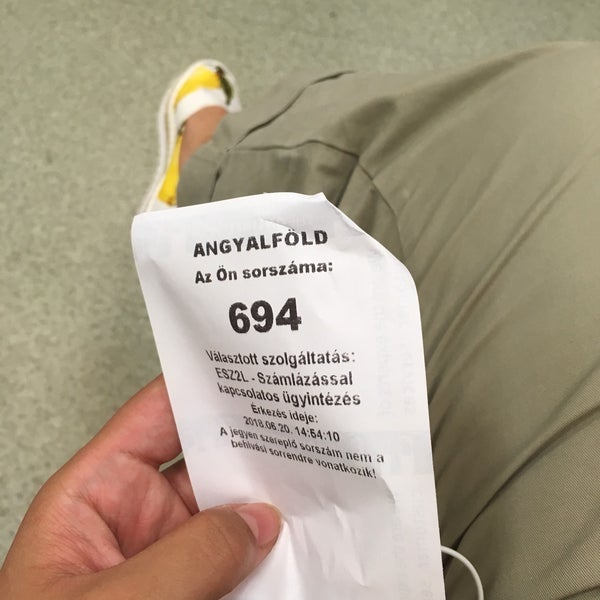 ANGYALFÖLD
Az Ön sorszáma:
694
Választott szolgáltatás:
ESZ2L - Számlázással
kapcsolatos ügyintézés
Érkezés ideje:
2018.06.20. 14:54:10
A jegyen szereplő sorszám nem a
behívási sorrendre vonatkozik!